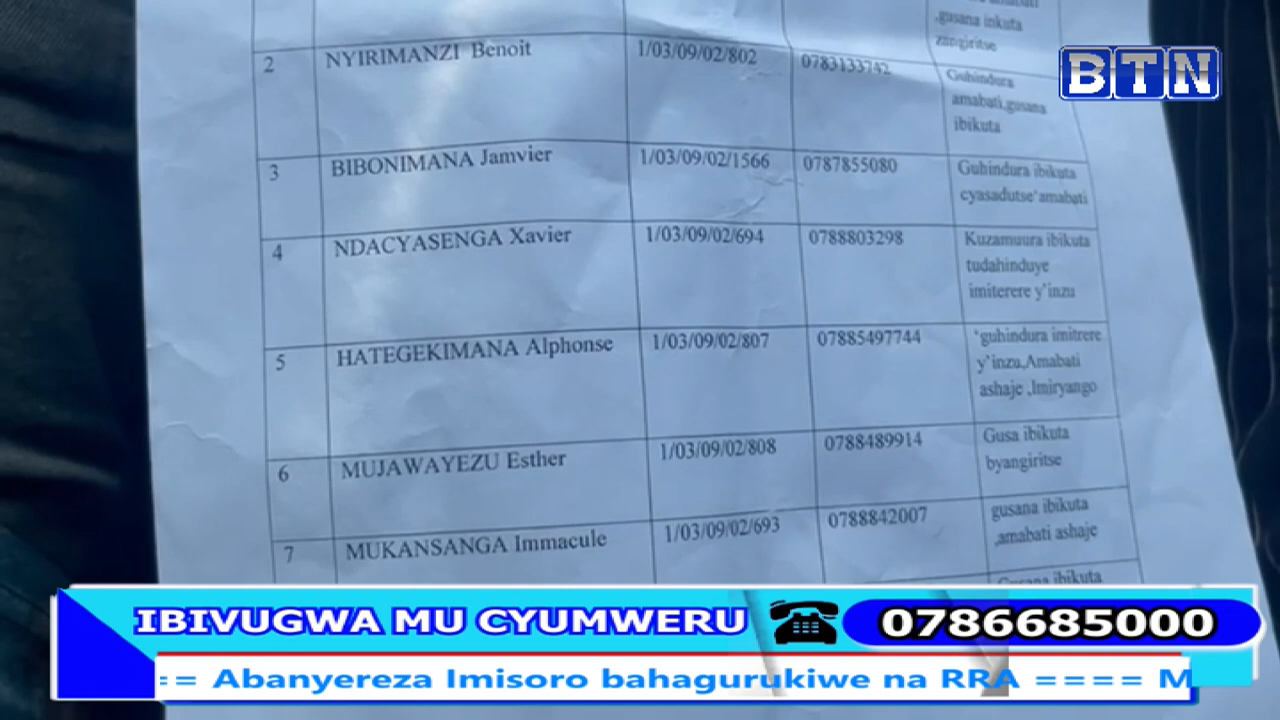 ,gusana inkuta
zangiritse
2 NYIRIMANZI Benoit 1/03/09/02/802 0783133742 Guhindura
amabati,gusana
ibikuta
3 BIBONIMANA Jamvier 1/03/09/02/1566 0787855080 Guhindura ibikuta
cyasadutse‘amabati
4 NDACYASENGA Xavier 1/03/09/02/694 0788803298 Kuzamuura ibikuta
tudahinduye
imiterere y’inzu
5 HATEGEKIMANA Alphonse 1/03/09/02/807 07885497744 ‘guhindura imitrere
y’inzu,Amabati
ashaje ,Imiryango
6 MUJAWAYEZU Esther 1/03/09/02/808 0788489914 Gusa ibikuta
byangiritse
7 MUKANSANGA Immacule 1/03/09/02/693 0788842007 gusana ibikuta
,amabati ashaje
Gusana ibikuta
BTN
IBIVUGWA MU CYUMWERU 0786685000
== Abanyereza Imisoro bahagurukiwe na RRA ==== M